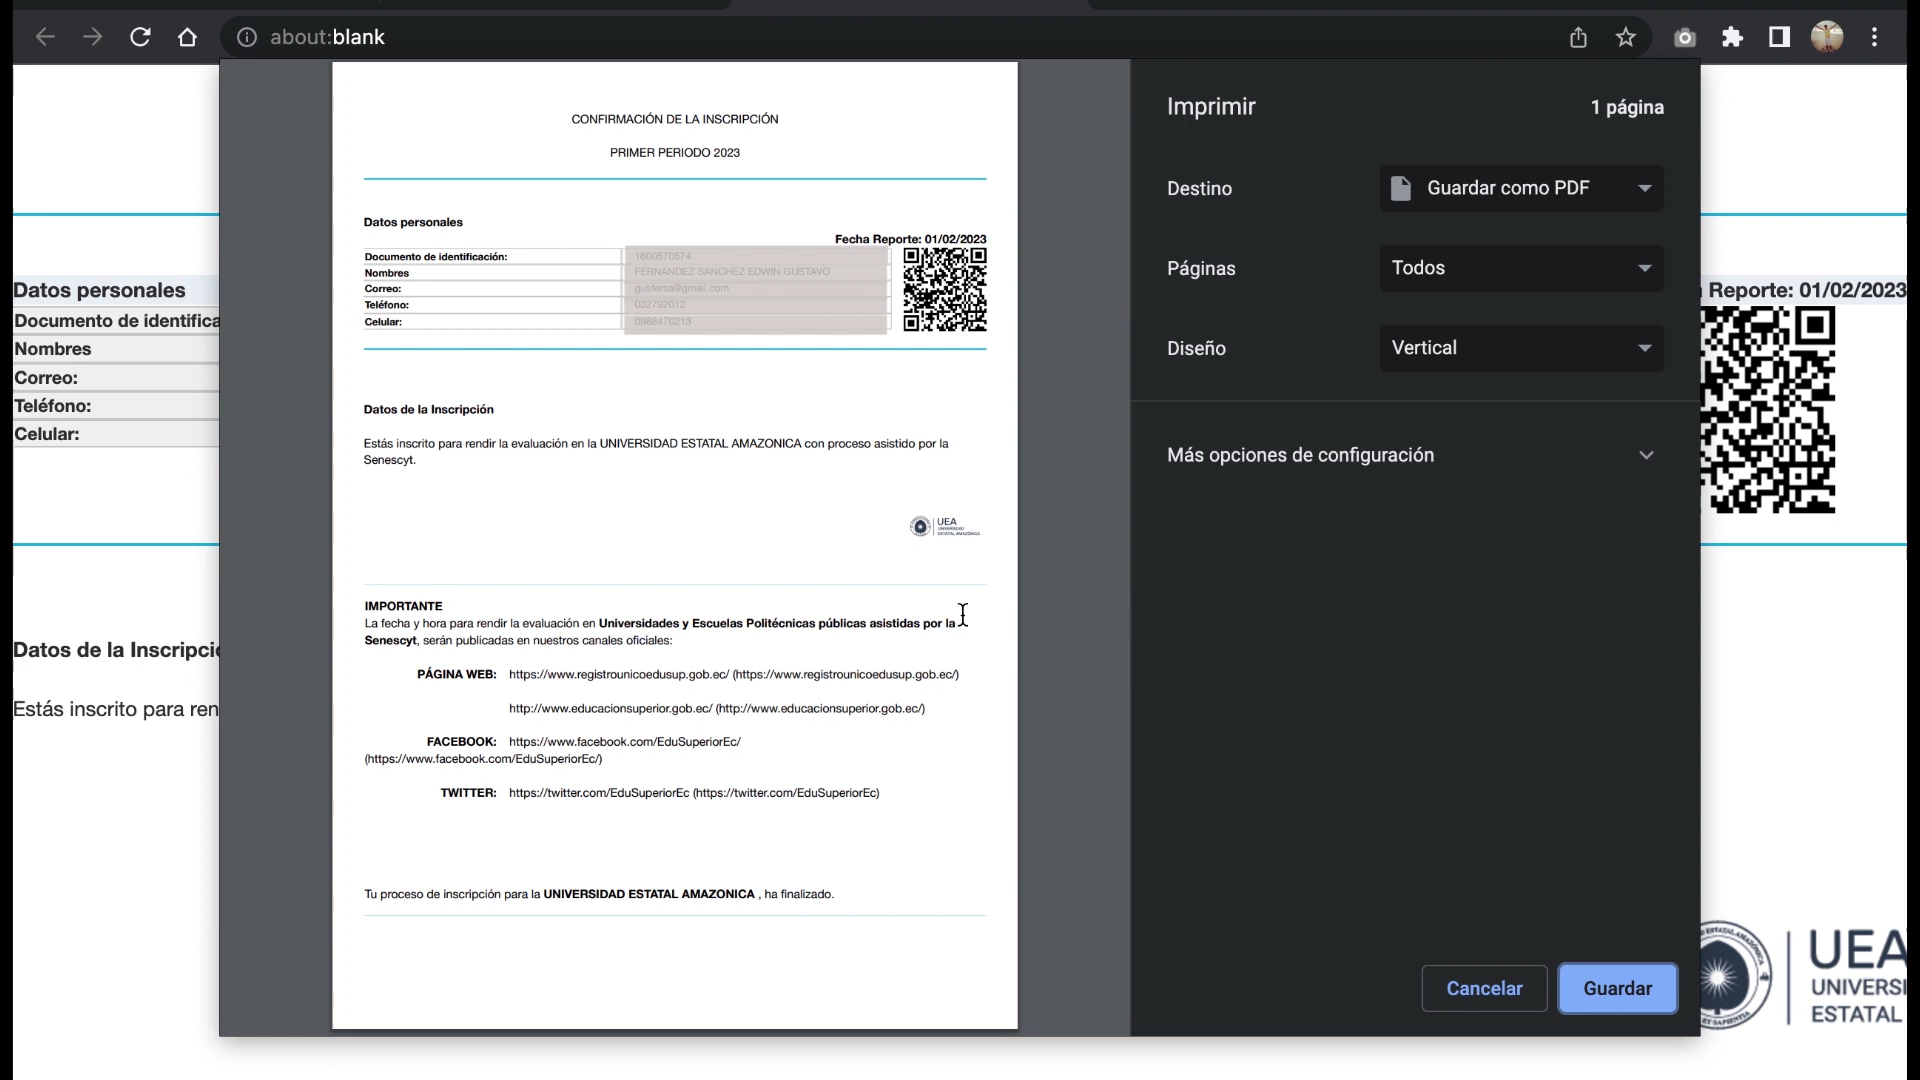 about:blank
CONFIRMACIÓN DE LA INSCRIPCIÓN
PRIMER PERIODO 2023
Datos personales
Fecha Reporte: 01/02/2023
Documento de identificación:
Nombres
Correo:
Teléfono:
Celular:
Datos de la Inscripción
Estás inscrito para rendir la evaluación en la UNIVERSIDAD ESTATAL AMAZONICA con proceso asistido por la
Senescyt.
UEA
UNIVERSIDAD
ESTATAL AMAZÓNICA
IMPORTANTE
La fecha y hora para rendir la evaluación en Universidades y Escuelas Politécnicas públicas asistidas por la
Senescyt, serán publicadas en nuestros canales oficiales:
PÁGINA WEB: https://www.registrounicoedusup.gob.ec/ (https://www.registrounicoedusup.gob.ec/)
http://www.educacionsuperior.gob.ec/ (http://www.educacionsuperior.gob.ec/)
FACEBOOK: https://www.facebook.com/EduSuperiorEc/
(https://www.facebook.com/EduSuperiorEc/)
TWITTER: https://twitter.com/EduSuperiorEc (https://twitter.com/EduSuperiorEc)
Tu proceso de inscripción para la UNIVERSIDAD ESTATAL AMAZONICA , ha finalizado.
Imprimir
1 página
Destino
Guardar como PDF
Páginas
Todos
Diseño
Vertical
Más opciones de configuración
Cancelar
Guardar
Datos personales
Documento de identifica
Nombres
Correo:
Teléfono:
Celular:
Datos de la Inscripci
Estás inscrito para ren
Reporte: 01/02/2023
UEA
UNIVERSI
ESTATAL